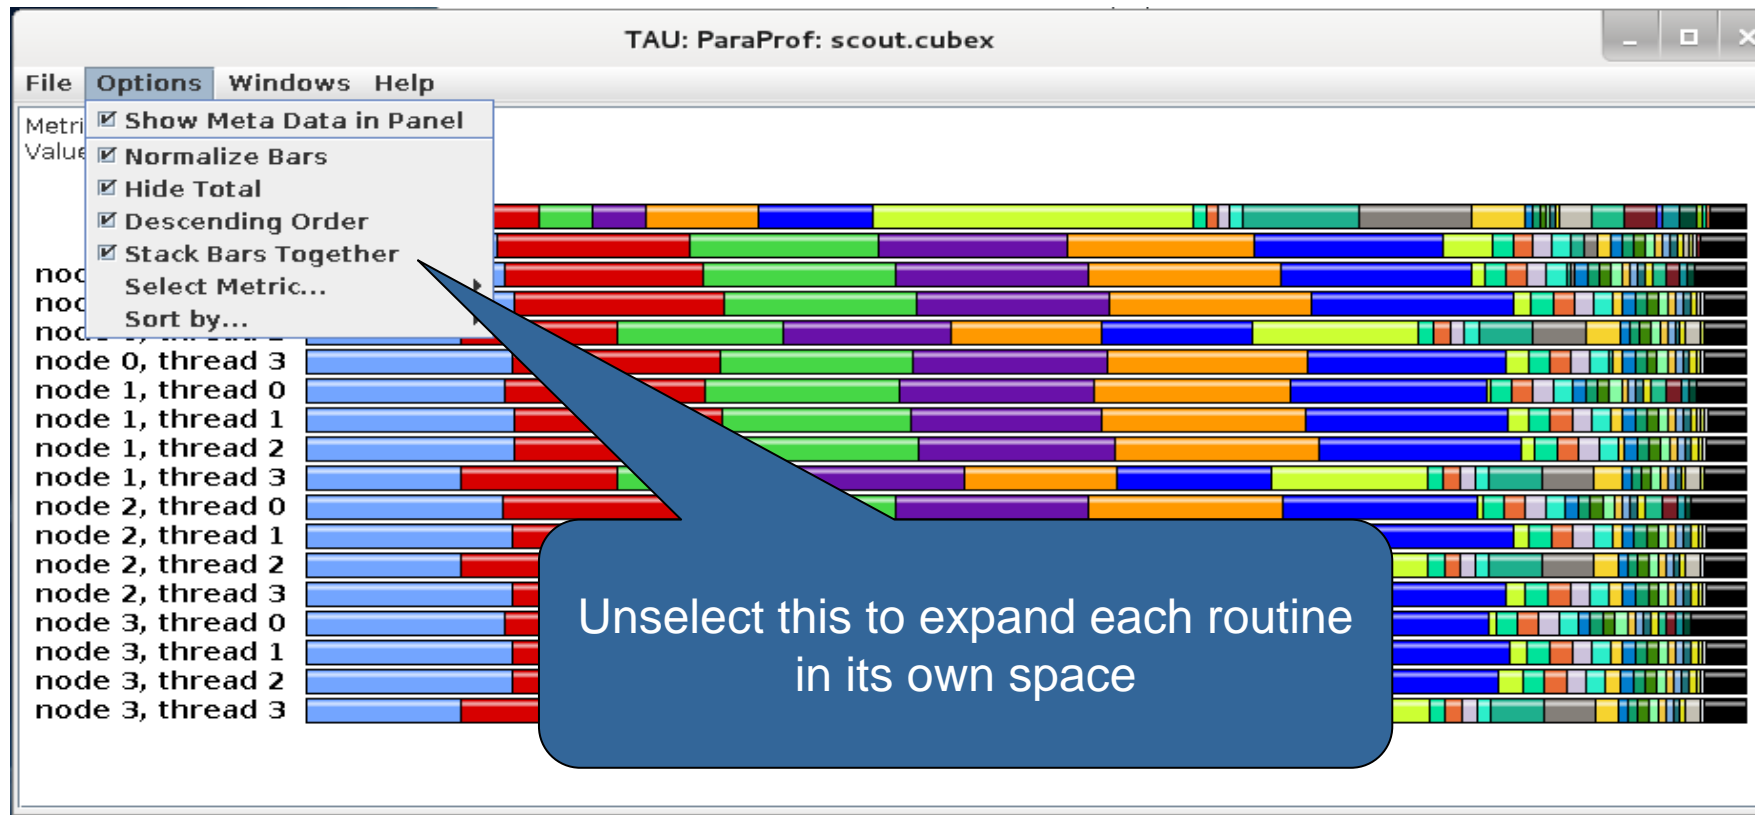 TAU: ParaProf: scout.cubex
File Options Windows Help
Show Meta Data in Panel
Normalize Bars
Hide Total
Descending Order
Stack Bars Together
Select Metric...
Sort by...
node 0, thread 3
node 1, thread 0
node 1, thread 1
node 1, thread 2
node 1, thread 3
node 2, thread 0
node 2, thread 1
node 2, thread 2
node 2, thread 3
node 3, thread 0
node 3, thread 1
node 3, thread 2
node 3, thread 3
Unselect this to expand each routine
in its own space